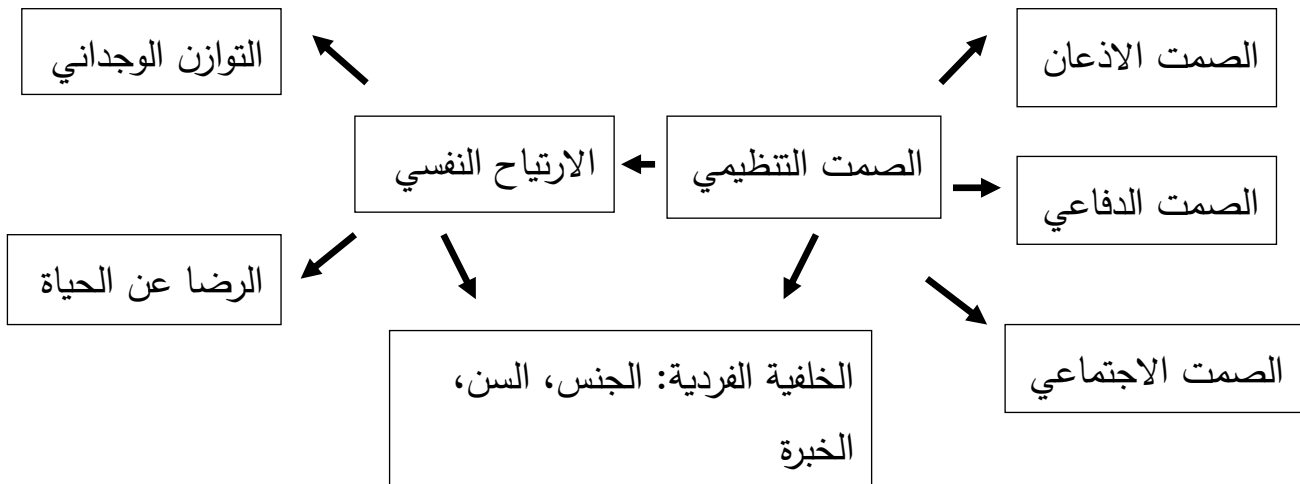 الصمت الاذعان
التوازن الوجداني
الصمت التنظيمي
الارتياح النفسي
الصمت الدفاعي
الرضا عن الحياة
الصمت الاجتماعي
الخلفية الفردية: الجنس، السن،
الخبرة